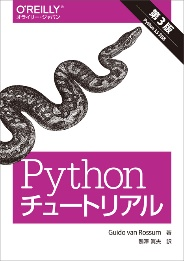 O'REILLY
オライリー・ジャパン
第3版
Python
チュートリアル
Guido van Rossum 著
鴨澤 眞夫 訳